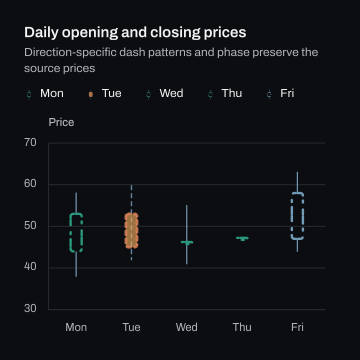 Daily opening and closing prices
Direction-specific dash patterns and phase preserve the
source prices
Mon Tue Wed Thu Fri
Price
70
60
50
40
30
Mon Tue Wed Thu Fri